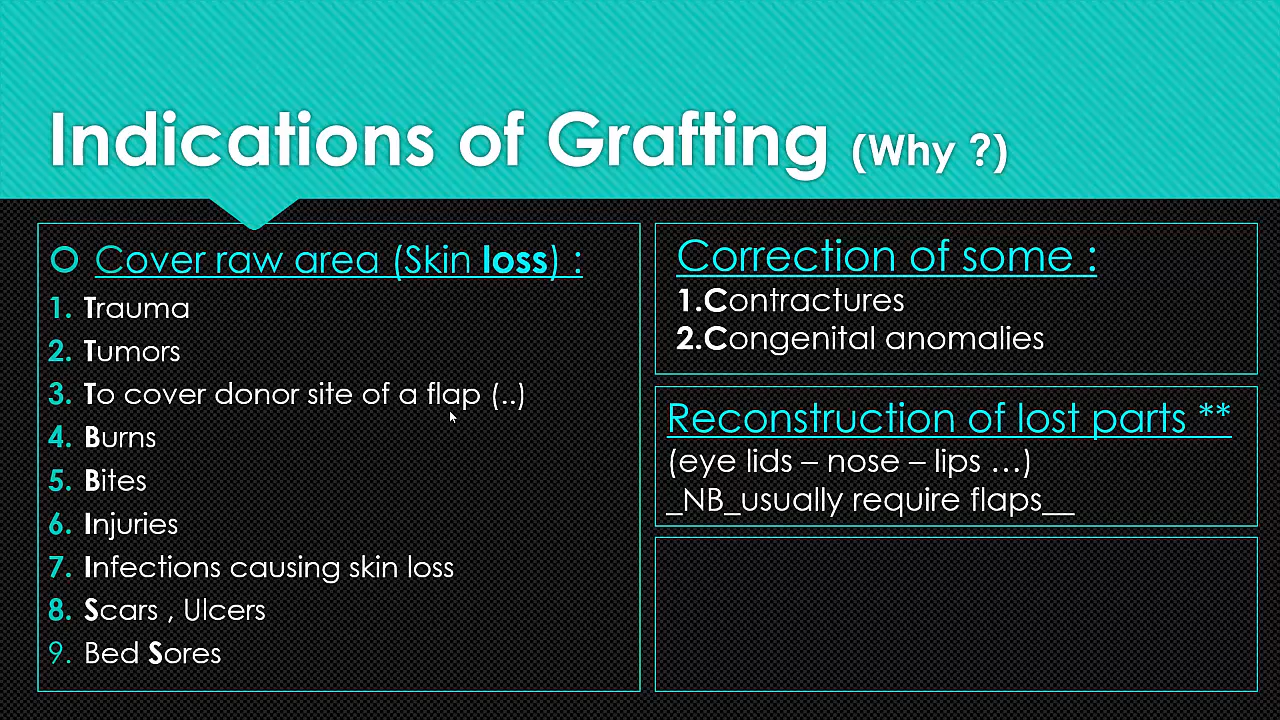 Indications of Grafting (Why ?)
Cover raw area (Skin loss) :
1. Trauma
2. Tumors
3. To cover donor site of a flap (..)
4. Burns
5. Bites
6. Injuries
7. Infections causing skin loss
8. Scars , Ulcers
9. Bed Sores
Correction of some :
1.Contractures
2.Congenital anomalies
Reconstruction of lost parts **
(eye lids – nose – lips …)
_NB_usually require flaps__